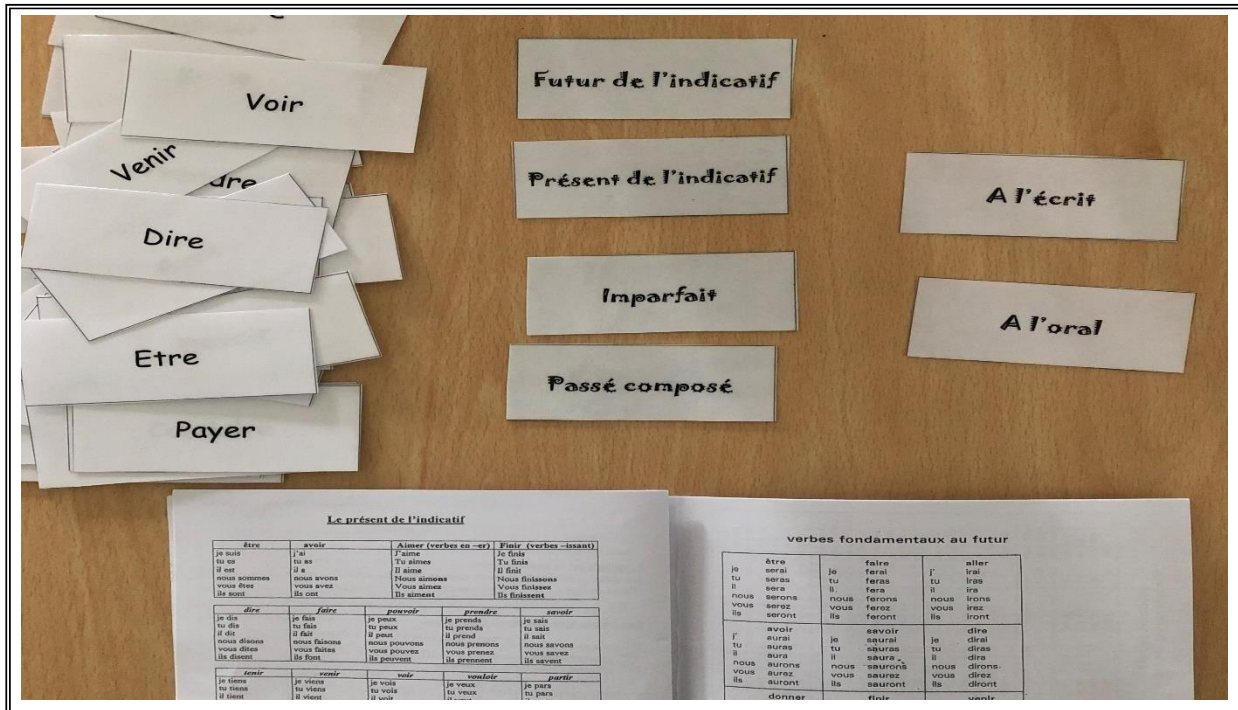 Voir
Venir
dre
Dire
Etre
Payer
Futur de l'indicatif
Présent de l'indicatif
Imparfait
Passé composé
A l'écrit
A l'oral
Le présent de l'indicatif
être avoir Aimer (verbes en –er) Finir (verbes –issant)
je suis j'ai J'aime Je finis
tu es tu as Tu aimes Tu finis
il est il a Il aime Il finit
nous sommes nous avons Nous aimons Nous finissons
vous êtes vous avez Vous aimez Vous finissez
ils sont ils ont Ils aiment Ils finissent
dire faire pouvoir prendre savoir
je dis je fais je peux je prends je sais
tu dis tu fais tu peux tu prends tu sais
il dit il fait il peut il prend il sait
nous disons nous faisons nous pouvons nous prenons nous savons
vous dites vous faites vous pouvez vous prenez vous savez
ils disent ils font ils peuvent ils prennent ils savent
tenir venir voir vouloir partir
je tiens je viens je vois je veux je pars
tu tiens tu viens tu vois tu veux tu pars
il tient il vient il voit
verbes fondamentaux au futur
être faire aller
je serai je ferai j' irai
tu seras tu feras tu iras
il sera il fera il ira
nous serons nous ferons nous irons
vous serez vous ferez vous irez
ils seront ils feront ils iront
avoir savoir dire
j' aurai je saurai je dirai
tu auras tu sauras tu diras
il aura il saura il dira
nous aurons nous saurons nous dirons
vous aurez vous saurez vous direz
ils auront ils sauront ils diront
donner finir venir